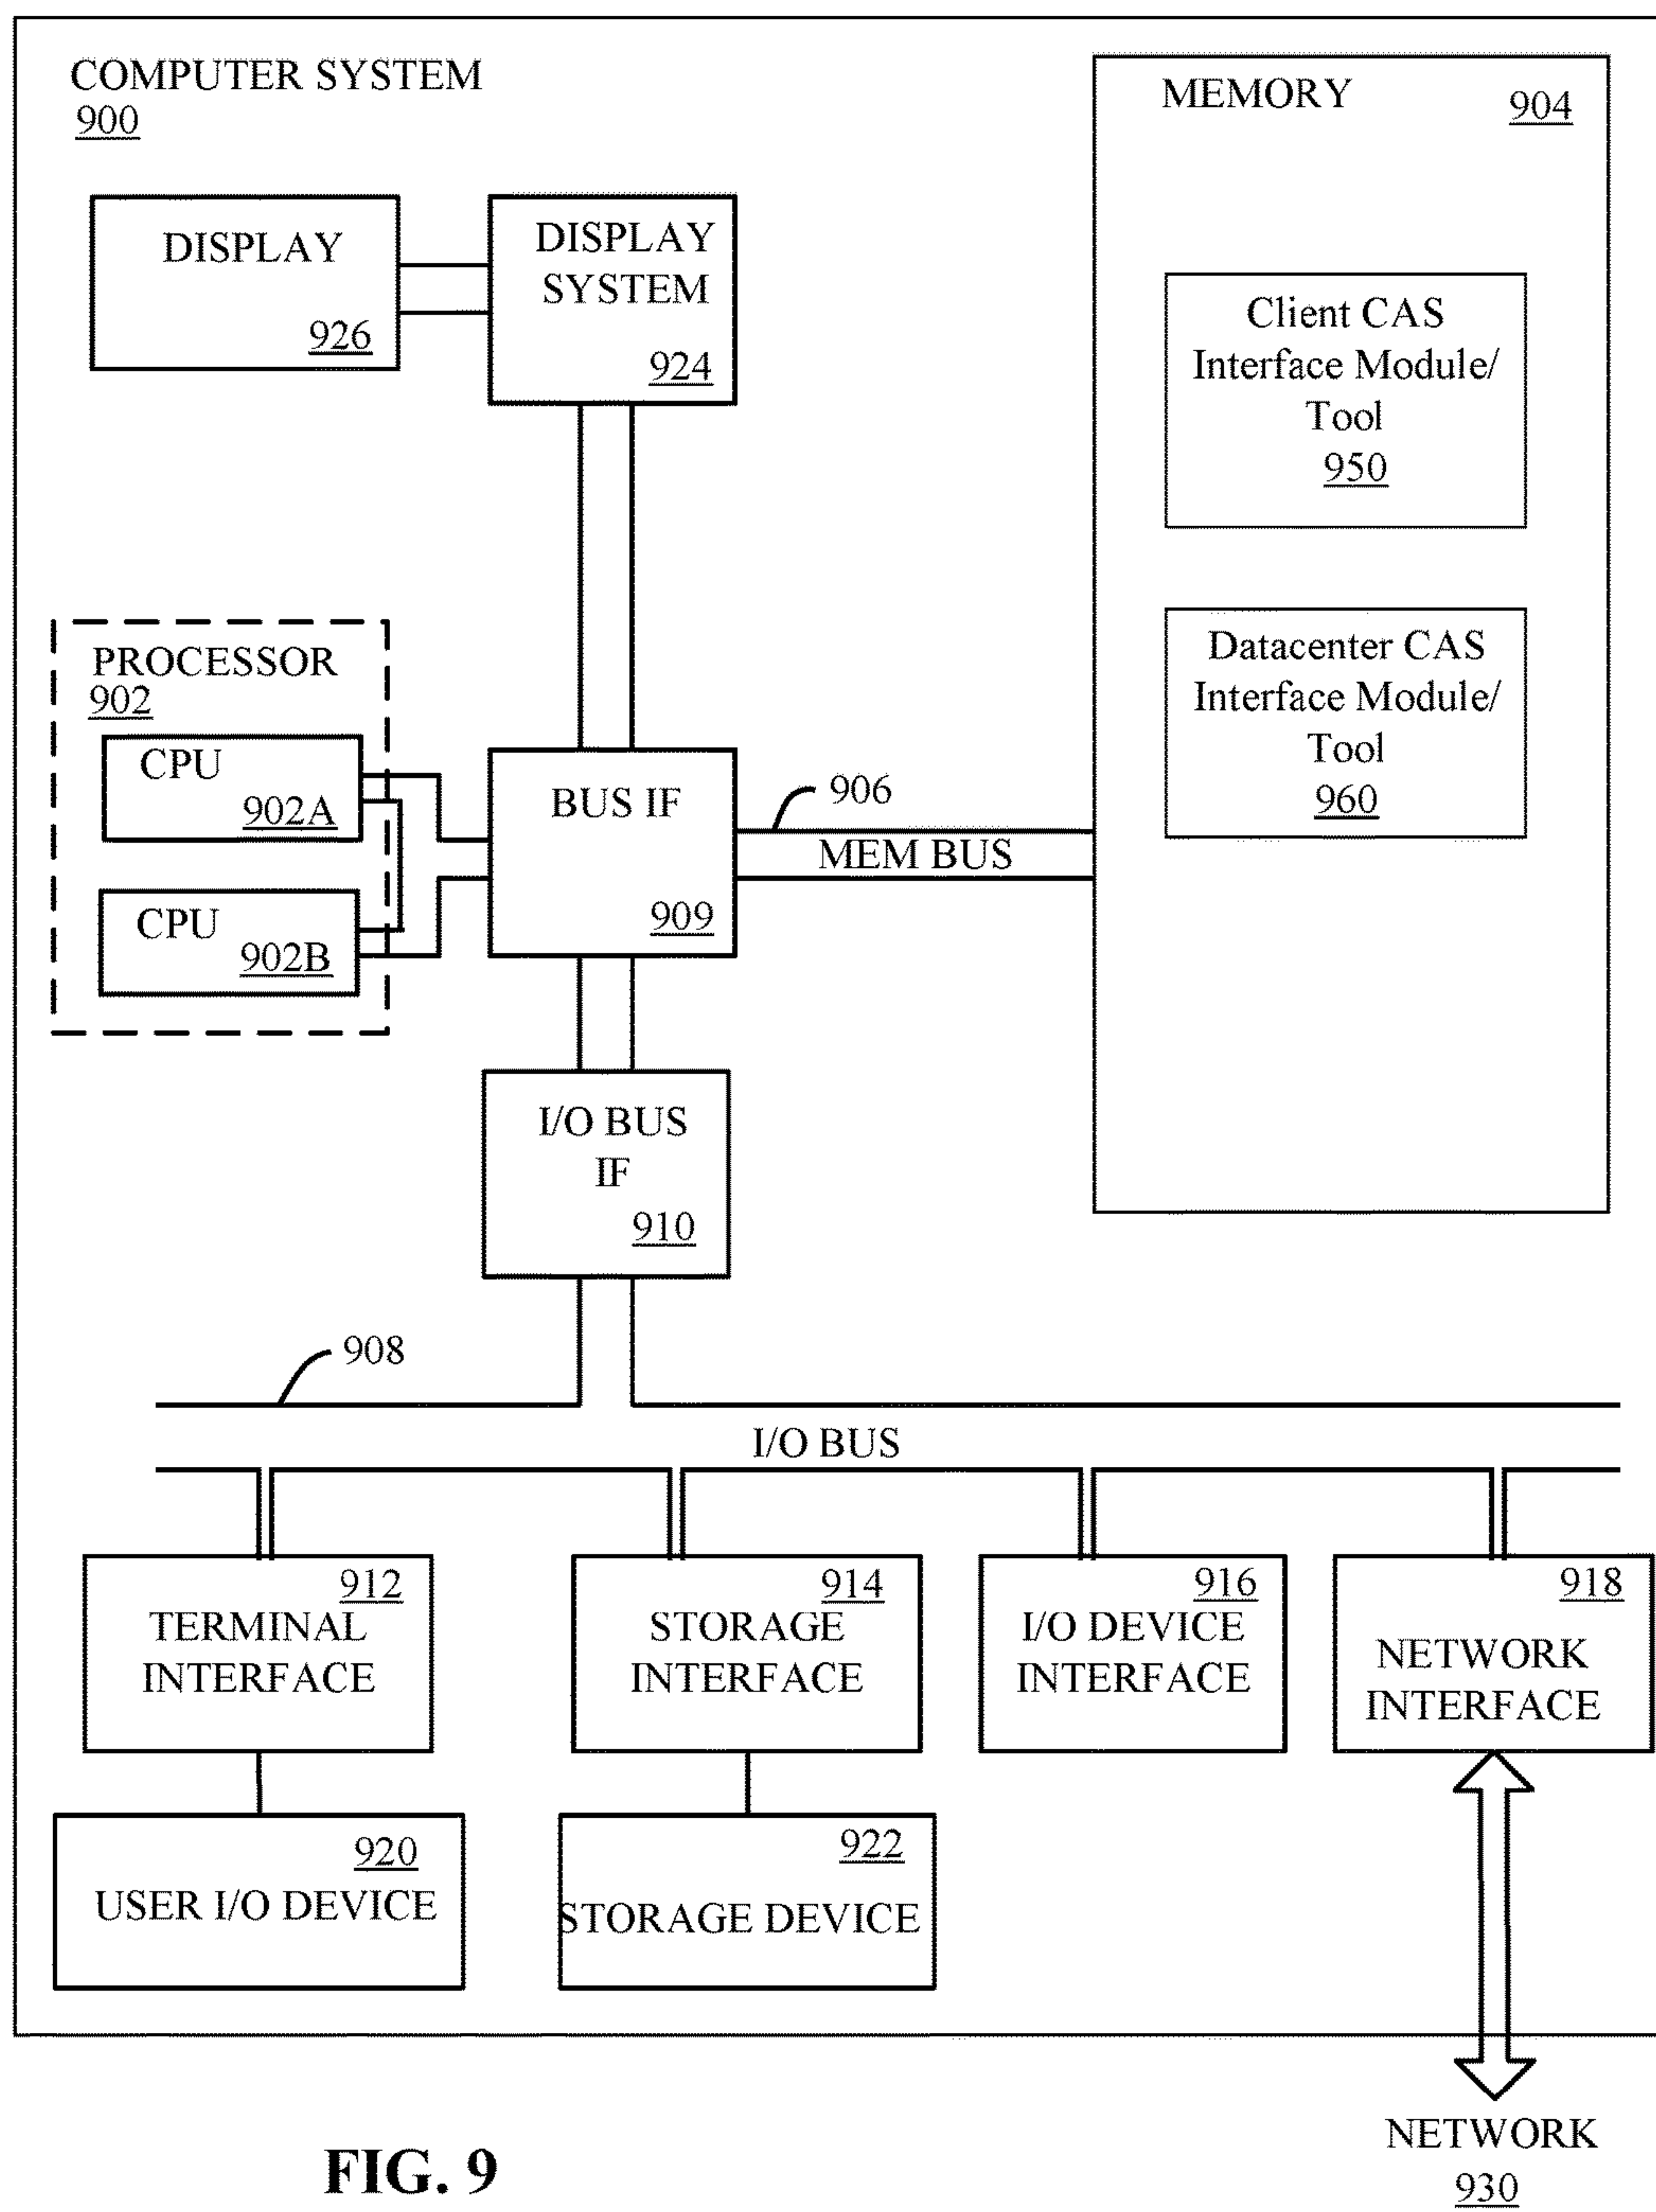 COMPUTER SYSTEM
900
MEMORY
904
DISPLAY
926
DISPLAY
SYSTEM
924
Client CAS
Interface Module/
Tool
950
Datacenter CAS
Interface Module/
Tool
960
PROCESSOR
902
CPU
902A
CPU
902B
BUS IF
909
906
MEM BUS
I/O BUS
IF
910
908
I/O BUS
912
TERMINAL
INTERFACE
914
STORAGE
INTERFACE
916
I/O DEVICE
INTERFACE
918
NETWORK
INTERFACE
920
USER I/O DEVICE
922
STORAGE DEVICE
NETWORK
930
FIG. 9